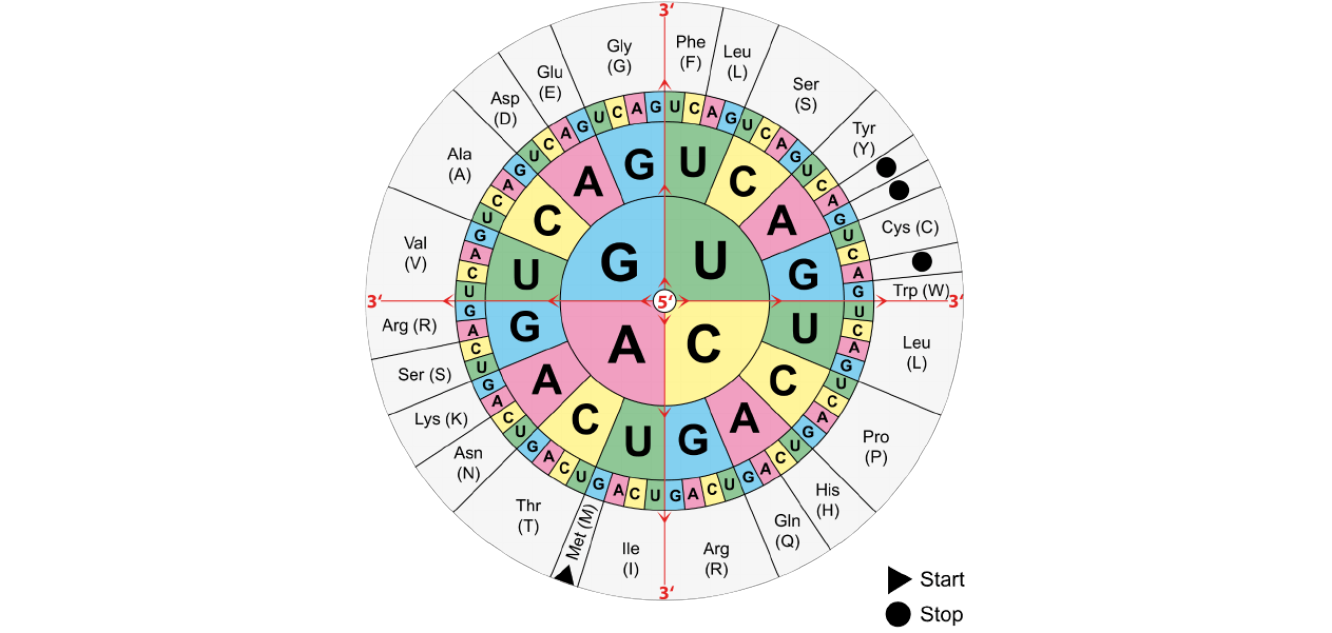 3‘
Gly
(G)
Phe
(F)
Leu
(L)
Ser
(S)
Tyr
(Y)
Cys (C)
Trp (W)
3‘
Leu
(L)
Pro
(P)
His
(H)
Gln
(Q)
Arg
(R)
3‘
Ile
(I)
Met (M)
Thr
(T)
Asn
(N)
Lys (K)
Ser (S)
Arg (R)
3‘
Val
(V)
Ala
(A)
Asp
(D)
Glu
(E)
U C A G U C A G U C A G U C A G
U C A G U C A G U C A G U C A G
U C A G U C A G U C A G U C A G
U C A G U C A G U C A G U C A G
U C A G
U C A G
U C A G
U C A G
G U
5‘
A C
Start
Stop